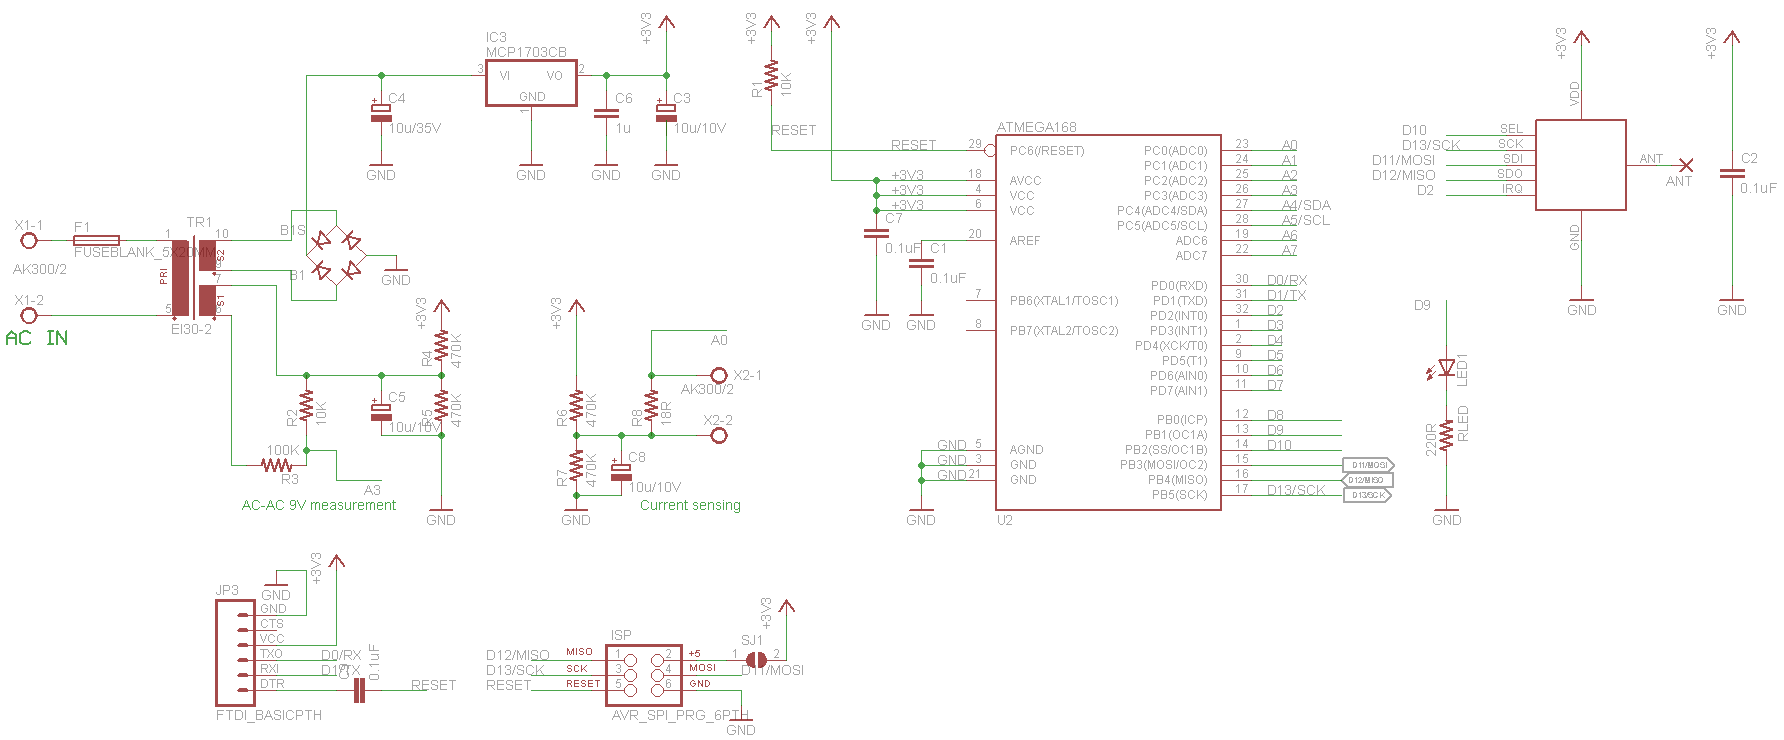 IC3
MCP1703CB
3 VI VO 2
GND
1
+3V3
C4
10u/35V
C6
1u
C3
10u/10V
GND
GND
GND
GND
X1-1
F1
FUSEBLANK_5X20MM
AK300/2
X1-2
AC IN
TR1
1
5
10
9
7
6
PRI
S2
S1
EI30-2
B1S
B1
GND
+3V3
R4
470K
R2
10K
C5
10u/10V
R5
470K
100K
R3
A3
AC-AC 9V measurement
GND
+3V3
R6
470K
R7
470K
A0
R8
18R
X2-1
AK300/2
X2-2
C8
10u/10V
Current sensing
GND
+3V3
R1
10K
RESET
+3V3
ATMEGA168
RESET 29 PC6(/RESET)
+3V3 18 AVCC
+3V3 4 VCC
+3V3 6 VCC
C7
0.1uF
20 AREF
C1
0.1uF
GND
GND
7 PB6(XTAL1/TOSC1)
8 PB7(XTAL2/TOSC2)
GND 5 AGND
GND 3 GND
GND 21 GND
GND
U2
PC0(ADC0) 23 A0
PC1(ADC1) 24 A1
PC2(ADC2) 25 A2
PC3(ADC3) 26 A3
PC4(ADC4/SDA) 27 A4/SDA
PC5(ADC5/SCL) 28 A5/SCL
ADC6 19 A6
ADC7 22 A7
PD0(RXD) 30 D0/RX
PD1(TXD) 31 D1/TX
PD2(INT0) 32 D2
PD3(INT1) 1 D3
PD4(XCK/T0) 2 D4
PD5(T1) 9 D5
PD6(AIN0) 10 D6
PD7(AIN1) 11 D7
PB0(ICP) 12 D8
PB1(OC1A) 13 D9
PB2(SS/OC1B) 14 D10
PB3(MOSI/OC2) 15 D11/MOSI
PB4(MISO) 16 D12/MISO
PB5(SCK) 17 D13/SCK D13/SCK
+3V3
VDD
D10 SEL
D13/SCK SCK
D11/MOSI SDI
D12/MISO SDO
D2 IRQ
ANT
ANT
GND
GND
+3V3
C2
0.1uF
GND
D9
LED1
220R
RLED
GND
JP3
GND
+3V3
GND
CTS
VCC
TXO D0/RX
RXI D1/TX
DTR
C9
0.1uF
RESET
FTDI_BASICPTH
ISP
D12/MISO MISO 1 2 +5
D13/SCK SCK 3 4 MOSI D11/MOSI
RESET RESET 5 6 GND
SJ1
1 2
+3V3
AVR_SPI_PRG_6PTH
GND